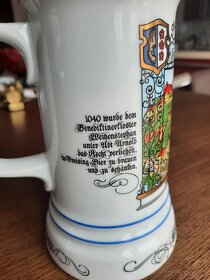 1040 wurde dem
Benediktinerkloster
Weihenstephan
unter Abt Arnold
das Recht verliehen,
in Freising Bier zu brauen
und zu schänken.